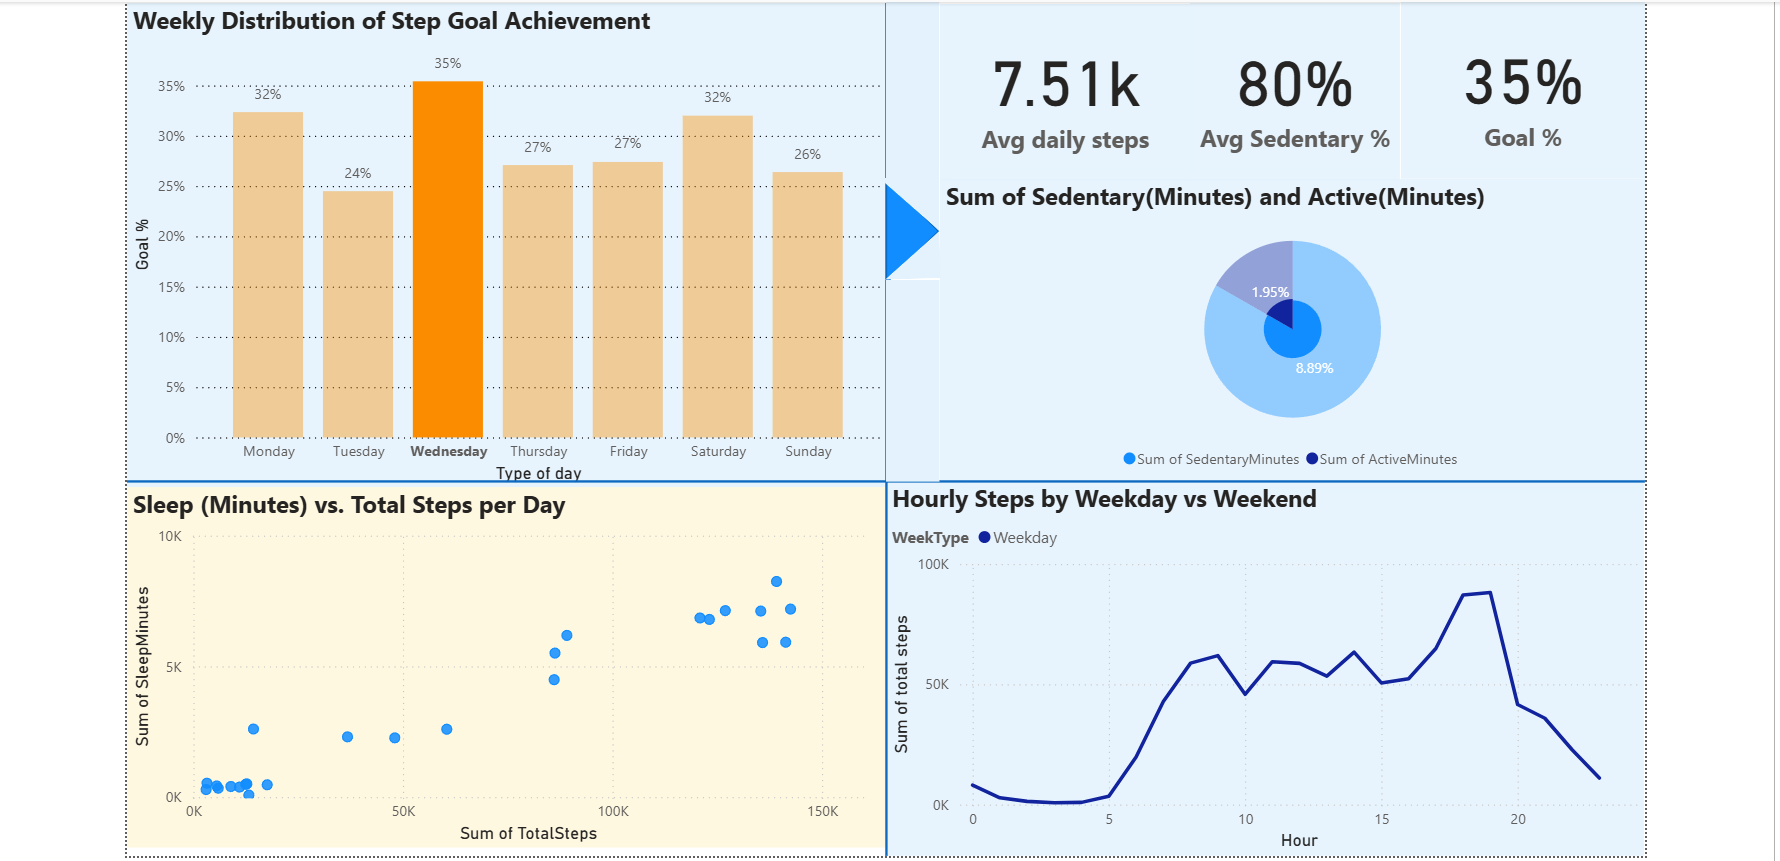 Weekly Distribution of Step Goal Achievement
35%
30%
25%
20%
15%
10%
5%
0%
Goal %
32%
24%
35%
27%
27%
32%
26%
Monday
Tuesday
Wednesday
Thursday
Friday
Saturday
Sunday
Type of day
7.51k
Avg daily steps
80%
Avg Sedentary %
35%
Goal %
Sum of Sedentary(Minutes) and Active(Minutes)
1.95%
8.89%
Sum of SedentaryMinutes
Sum of ActiveMinutes
Sleep (Minutes) vs. Total Steps per Day
10K
5K
0K
Sum of SleepMinutes
0K
50K
100K
150K
Sum of TotalSteps
Hourly Steps by Weekday vs Weekend
WeekType
Weekday
100K
50K
0K
Sum of total steps
0
5
10
15
20
Hour